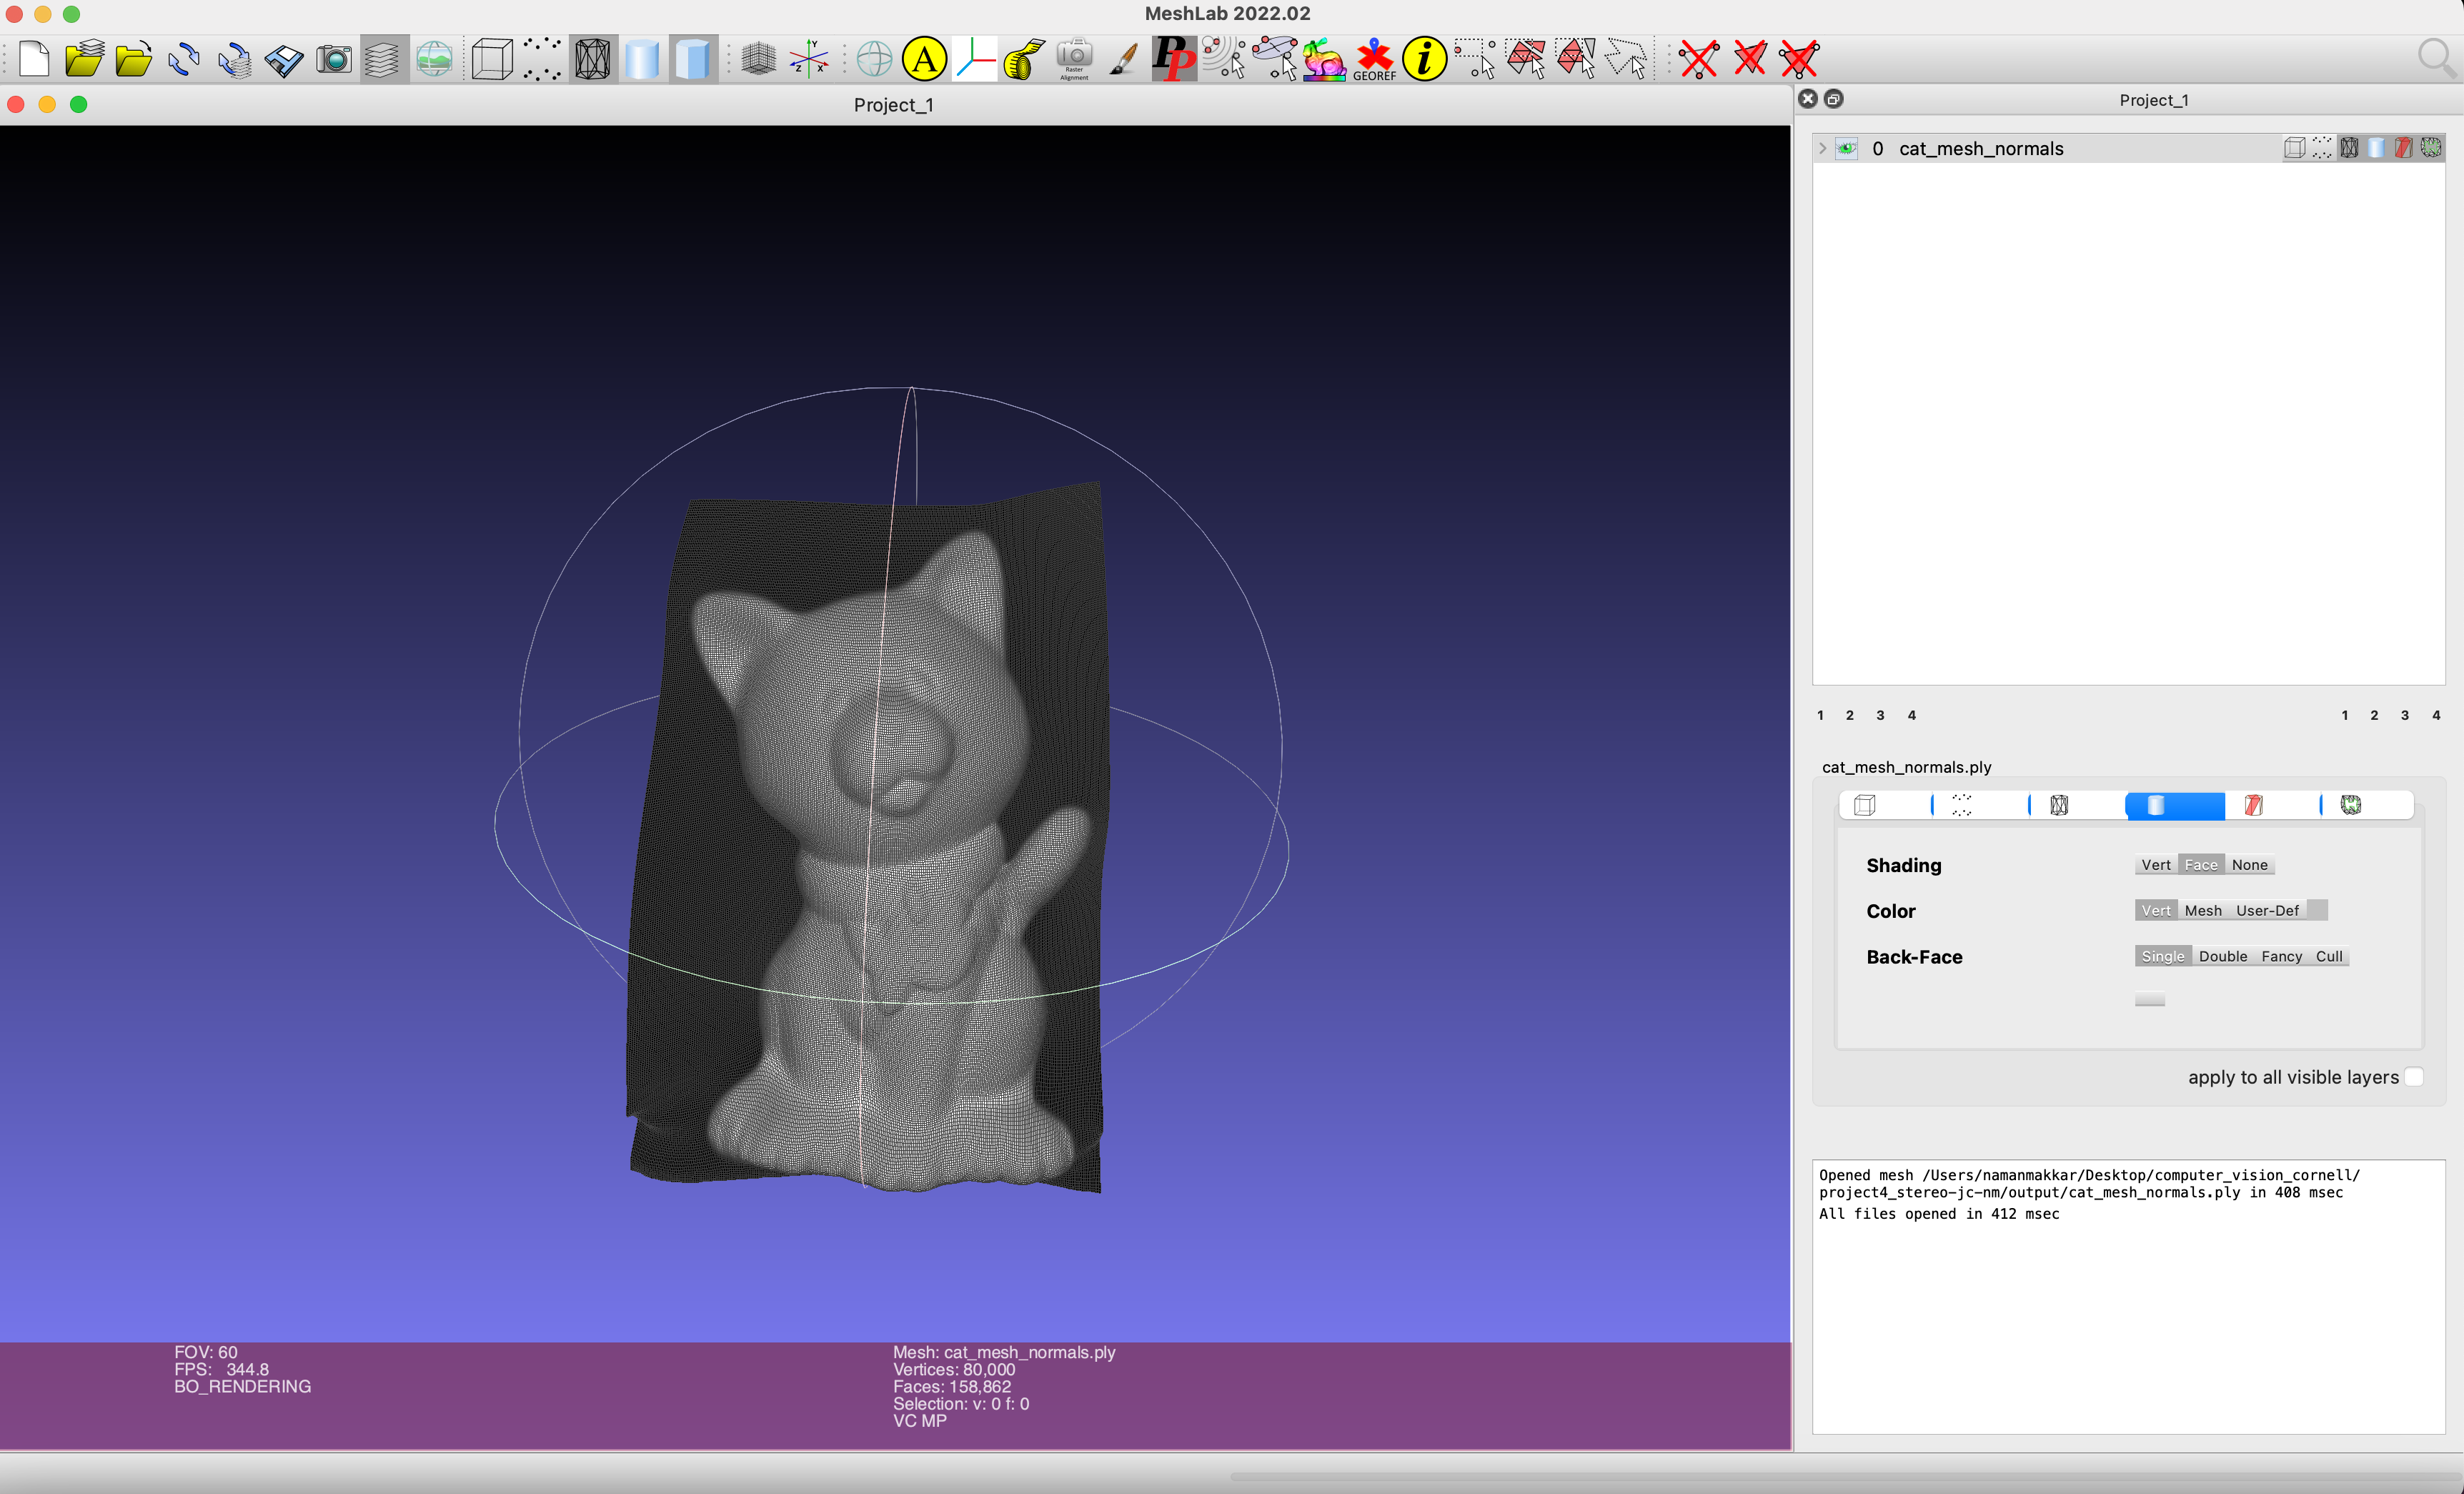 MeshLab 2022.02
A
PP
Raster
Alignment
GEOREF
i
Y
Z
X
Project_1
Project_1
0 cat_mesh_normals
1 2 3 4
1 2 3 4
cat_mesh_normals.ply
Shading
Vert Face None
Color
Vert Mesh User-Def
Back-Face
Single Double Fancy Cull
apply to all visible layers
Opened mesh /Users/namanmakkar/Desktop/computer_vision_cornell/
project4_stereo-jc-nm/output/cat_mesh_normals.ply in 408 msec
All files opened in 412 msec
FOV: 60
FPS: 344.8
BO_RENDERING
Mesh: cat_mesh_normals.ply
Vertices: 80,000
Faces: 158,862
Selection: v: 0 f: 0
VC MP